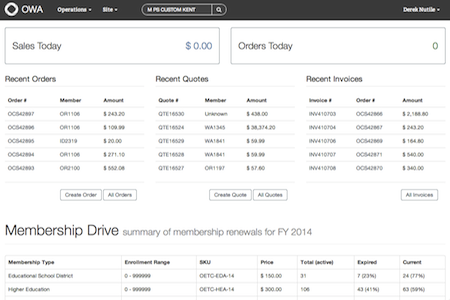 OWA Operations Site M PS CUSTOM KENT Derek Nutile
Sales Today $ 0.00 Orders Today 0
Recent Orders Recent Quotes Recent Invoices
Order # Member Amount Quote # Member Amount Invoice # Order # Amount
OCS42897 OR1106 $ 243.20 QTE16530 Unknown $ 438.00 INV410703 OCS42866 $ 2,188.80
OCS42896 OR1106 $ 109.99 QTE16524 WA1345 $ 38,374.20 INV410704 OCS42867 $ 243.20
OCS42895 ID2319 $ 20.00 QTE16529 WA1841 $ 59.99 INV410706 OCS42869 $ 164.80
OCS42894 OR1106 $ 271.10 QTE16528 WA1841 $ 59.99 INV410707 OCS42871 $ 540.00
OCS42893 OR2100 $ 552.08 QTE16527 OR1197 $ 57.80 INV410708 OCS42870 $ 340.00
Create Order All Orders Create Quote All Quotes All Invoices
Membership Drive summary of membership renewals for FY 2014
Membership Type Enrollment Range SKU Price Total (active) Expired Current
Educational School District 0 - 999999 OETC-EDA-14 $ 150.00 31 7 (23%) 24 (77%)
Higher Education 0 - 999999 OETC-HEA-14 $ 300.00 106 43 (41%) 63 (59%)